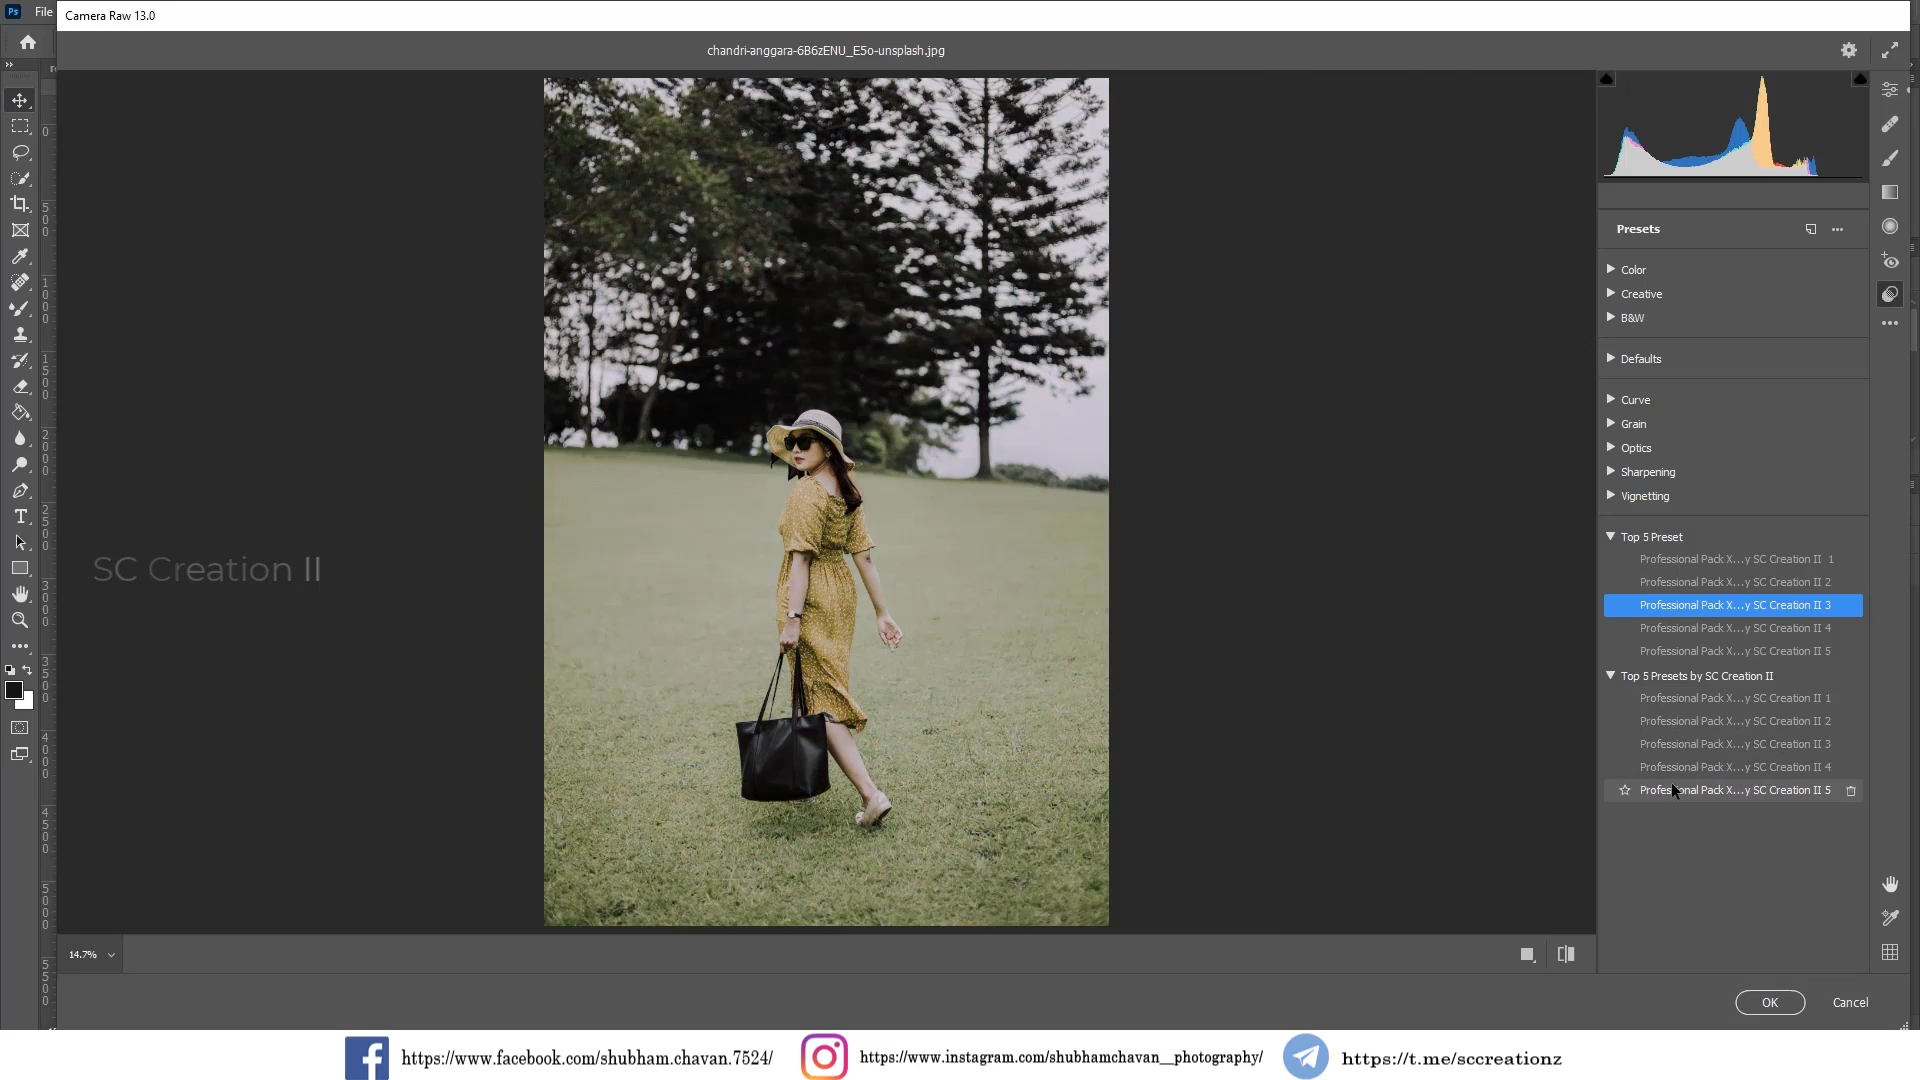 Ps File
Camera Raw 13.0
chandri-anggara-6B6zENU_E5o-unsplash.jpg
Presets
Color
Creative
B&W
Defaults
Curve
Grain
Optics
Sharpening
Vignetting
Top 5 Preset
Professional Pack X...y SC Creation II 1
Professional Pack X...y SC Creation II 2
Professional Pack X...y SC Creation II 3
Professional Pack X...y SC Creation II 4
Professional Pack X...y SC Creation II 5
Top 5 Presets by SC Creation II
Professional Pack X...y SC Creation II 1
Professional Pack X...y SC Creation II 2
Professional Pack X...y SC Creation II 3
Professional Pack X...y SC Creation II 4
Professional Pack X...y SC Creation II 5
SC Creation II
14.7%
OK Cancel
https://www.facebook.com/shubham.chavan.7524/ https://www.instagram.com/shubhamchavan__photography/ https://t.me/sccreationz